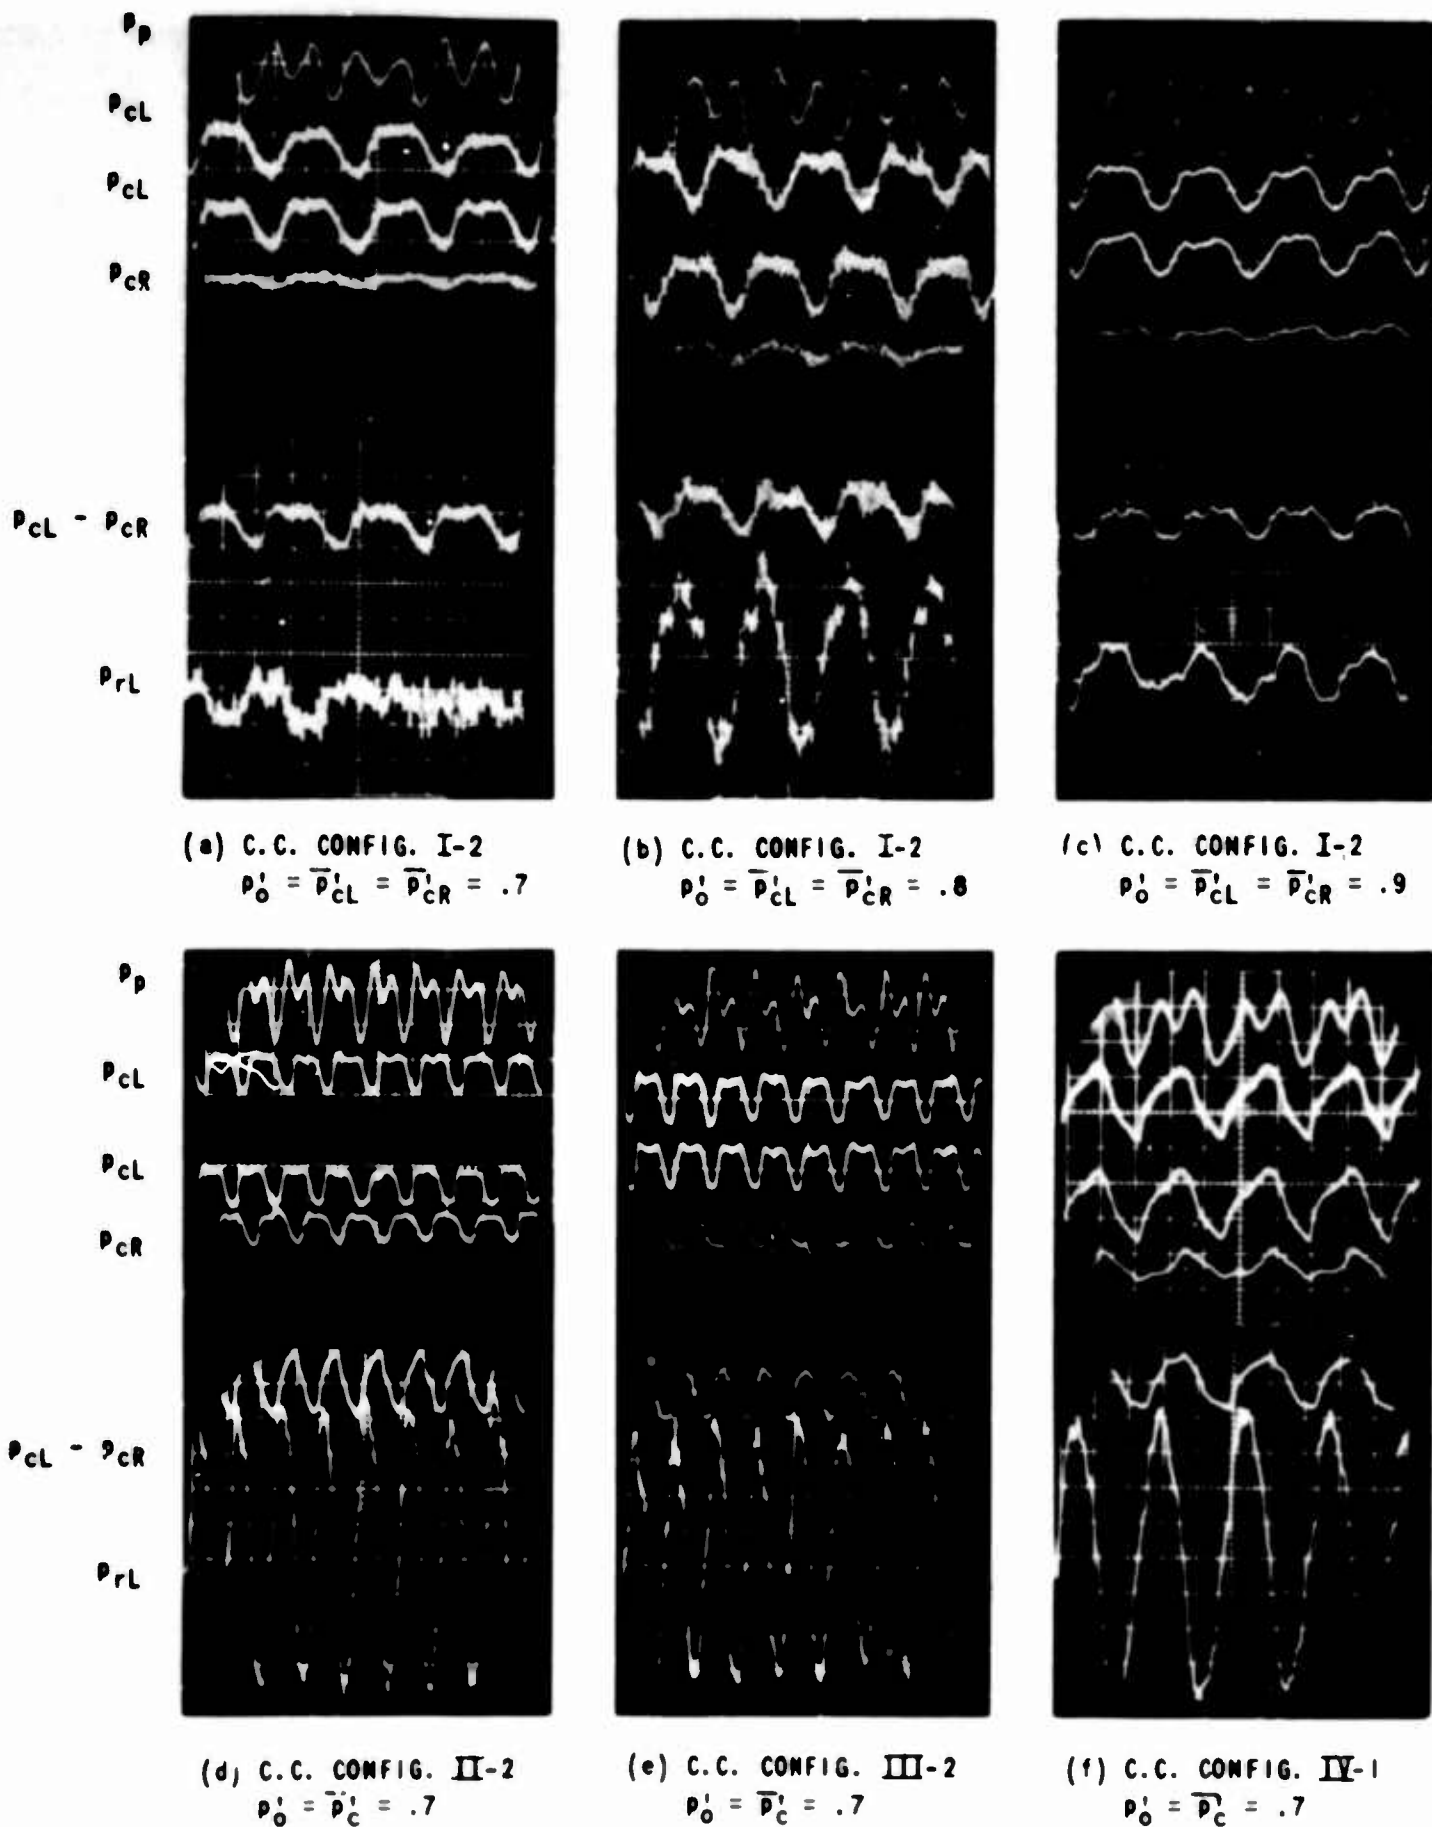 Pp
PcL
PcL
PcR
PcL - PcR
PrL
(a) C.C. CONFIG. I-2
p'o = p̅'cL = p̅'cR = .7
(b) C.C. CONFIG. I-2
p'o = p̅'cL = p̅'cR = .8
(c) C.C. CONFIG. I-2
p'o = p̅'cL = p̅'cR = .9
Pp
PcL
PcL
PcR
PcL - PcR
PrL
(d) C.C. CONFIG. II-2
p'o = p̅'c = .7
(e) C.C. CONFIG. III-2
p'o = p̅'c = .7
(f) C.C. CONFIG. IV-1
p'o = p̅'c = .7